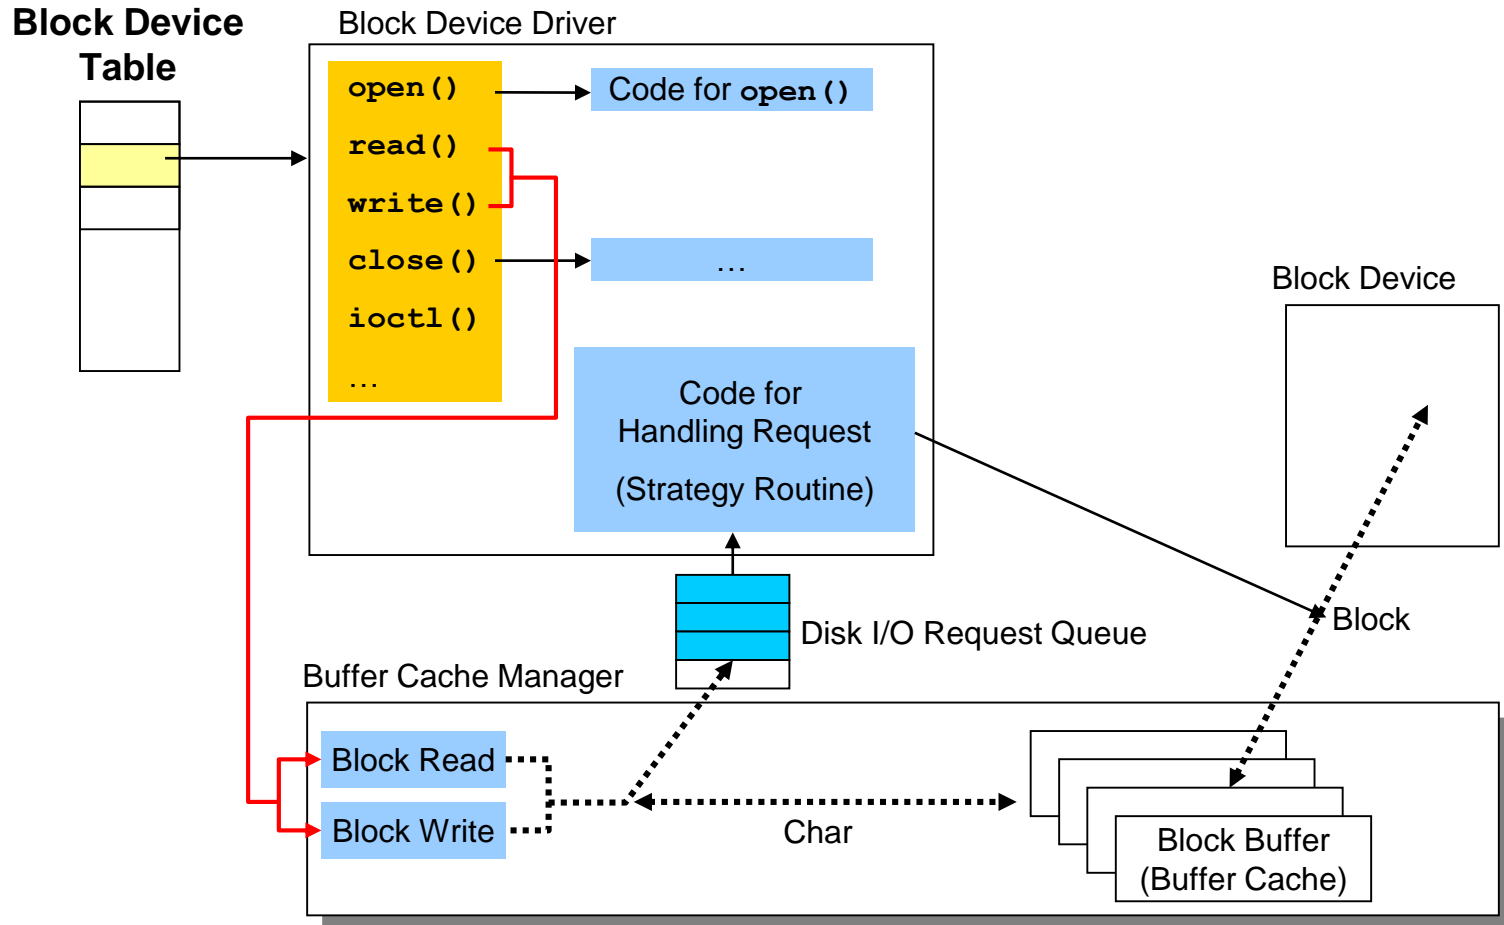 Block Device
Table
Block Device Driver
open()
Code for open()
read()
write()
close()
…
ioctl()
…
Code for
Handling Request
(Strategy Routine)
Block Device
Block
Disk I/O Request Queue
Buffer Cache Manager
Block Read
Block Write
Char
Block Buffer
(Buffer Cache)